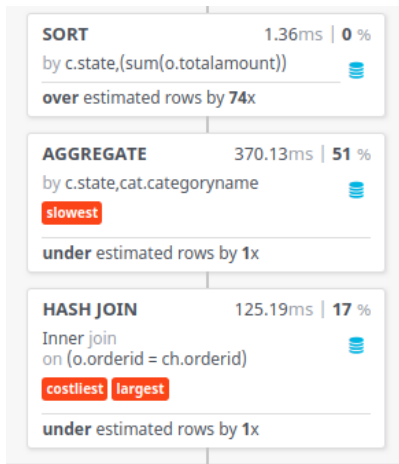 SORT 1.36ms | 0 %
by c.state,(sum(o.totalamount))
over estimated rows by 74x
AGGREGATE 370.13ms | 51 %
by c.state,cat.categoryname
slowest
under estimated rows by 1x
HASH JOIN 125.19ms | 17 %
Inner join
on (o.orderid = ch.orderid)
costliest largest
under estimated rows by 1x